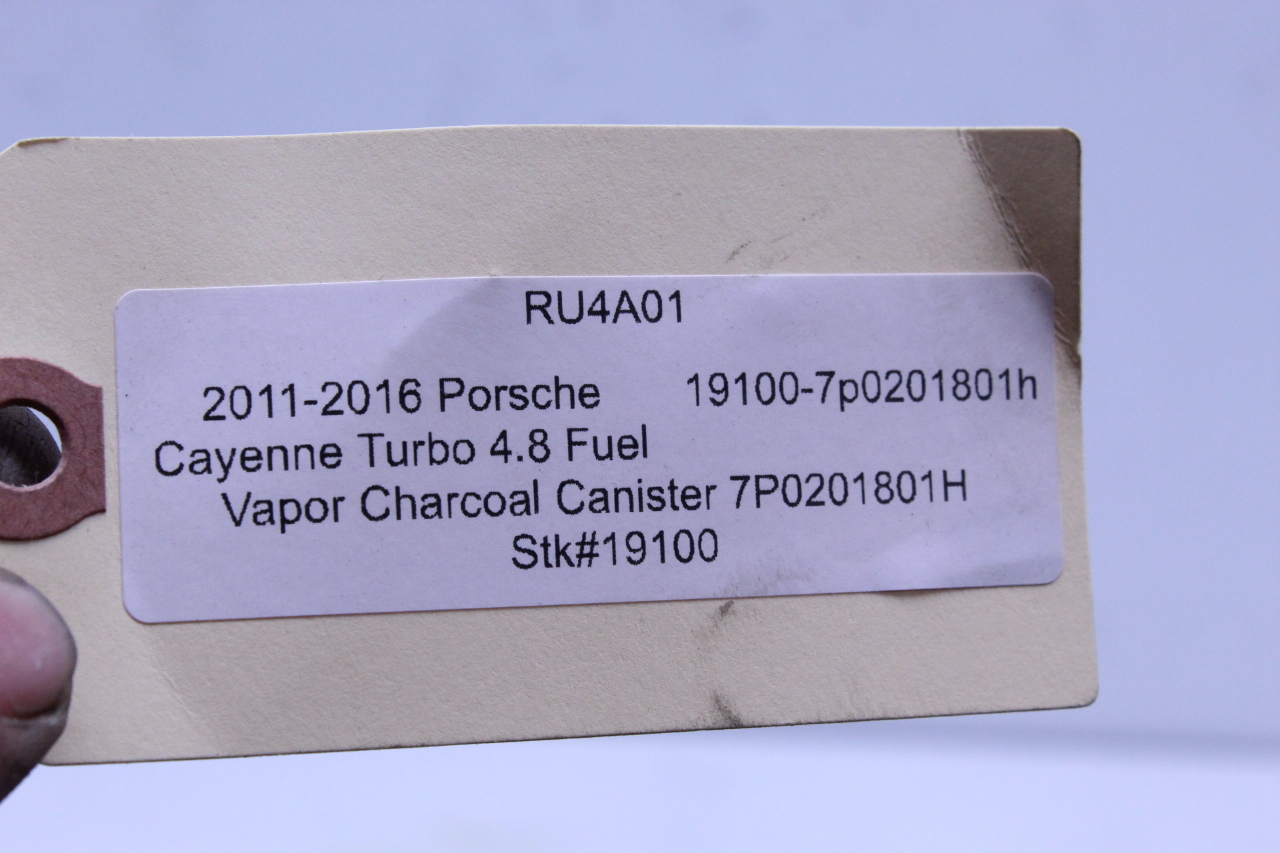 RU4A01
2011-2016 Porsche 19100-7p0201801h
Cayenne Turbo 4.8 Fuel
Vapor Charcoal Canister 7P0201801H
Stk#19100